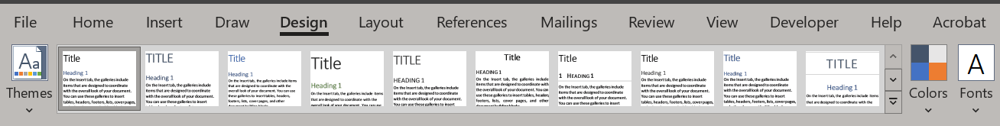 File Home Insert Draw Design Layout References Mailings Review View Developer Help Acrobat
Aa
Themes
Title
Heading 1
On the Insert tab, the galleries include
items that are designed to coordinate
with the overall look of your document.
You can use these galleries to insert
tables, headers, footers, lists, cover pages,
TITLE
Heading 1
On the Insert tab, the galleries include
items that are designed to coordinate
with the overall look of your document.
You can use these galleries to insert
Title
Heading 1
On the Insert tab, the galleries include items
that are designed to coordinate with the
overall look of your document. You can use
these galleries to insert tables, headers,
footers, lists, cover pages, and other
Title
Heading 1
On the Insert tab, the galleries include items
that are designed to coordinate with the
TITLE
HEADING 1
On the Insert tab, the galleries include
items that are designed to coordinate
with the overall look of your document.
Title
HEADING 1
On the Insert tab, the galleries include
items that are designed to coordinate with
the overall look of your document. You can
use these galleries to insert tables, headers,
footers, lists, cover pages, and other
Title
1 HEADING 1
On the Insert tab, the galleries include
items that are designed to coordinate
with the overall look of your document.
You can use these galleries to insert
Title
Heading 1
On the Insert tab, the galleries include
items that are designed to coordinate
with the overall look of your document.
You can use these galleries to insert
tables, headers, footers, lists, cover pages,
Title
Heading 1
On the Insert tab, the galleries include
items that are designed to coordinate
with the overall look of your document.
You can use these galleries to insert
tables, headers, footers, lists, cover pages,
TITLE
Heading 1
On the Insert tab, the galleries include items
that are designed to coordinate with the
Colors
A
Fonts